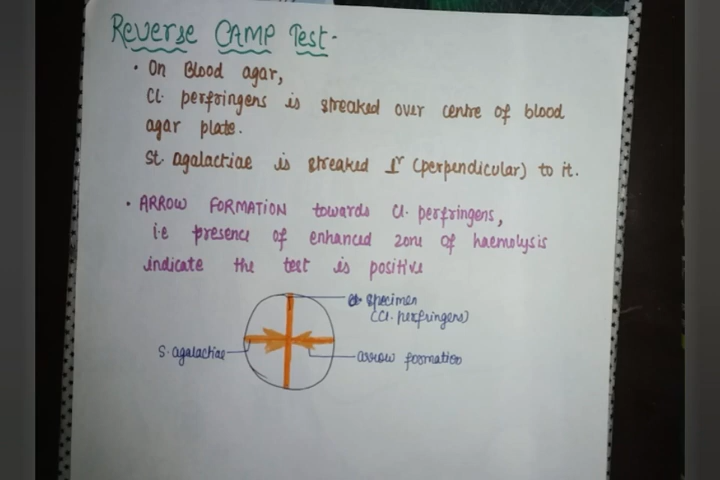 Reverse CAMP Test-
• On Blood agar,
Cl. perfringens is streaked over centre of blood
agar plate.
St. agalactiae is streaked ⊥r (perpendicular) to it.
• ARROW FORMATION towards Cl. perfringens,
i.e presence of enhanced zone of haemolysis
indicate the test is positive
specimen
(Cl. perfringens)
S. agalactiae
arrow formation